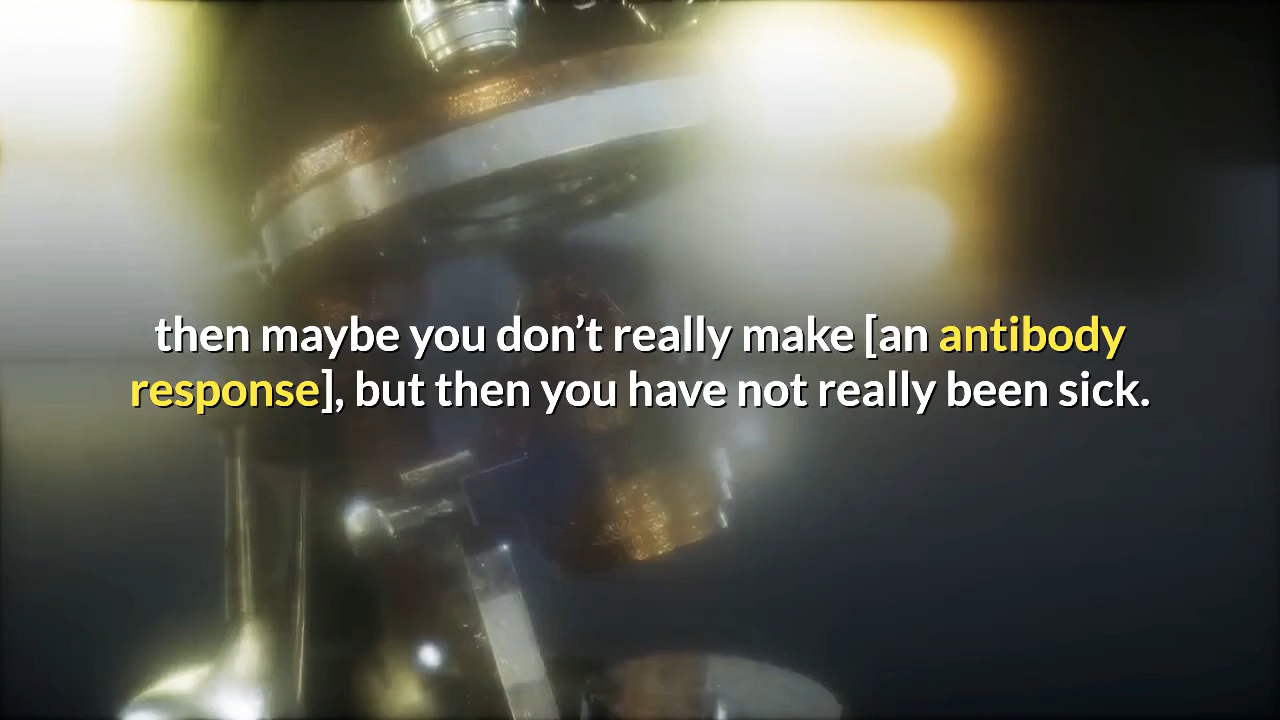 then maybe you don’t really make [an antibody
response], but then you have not really been sick.